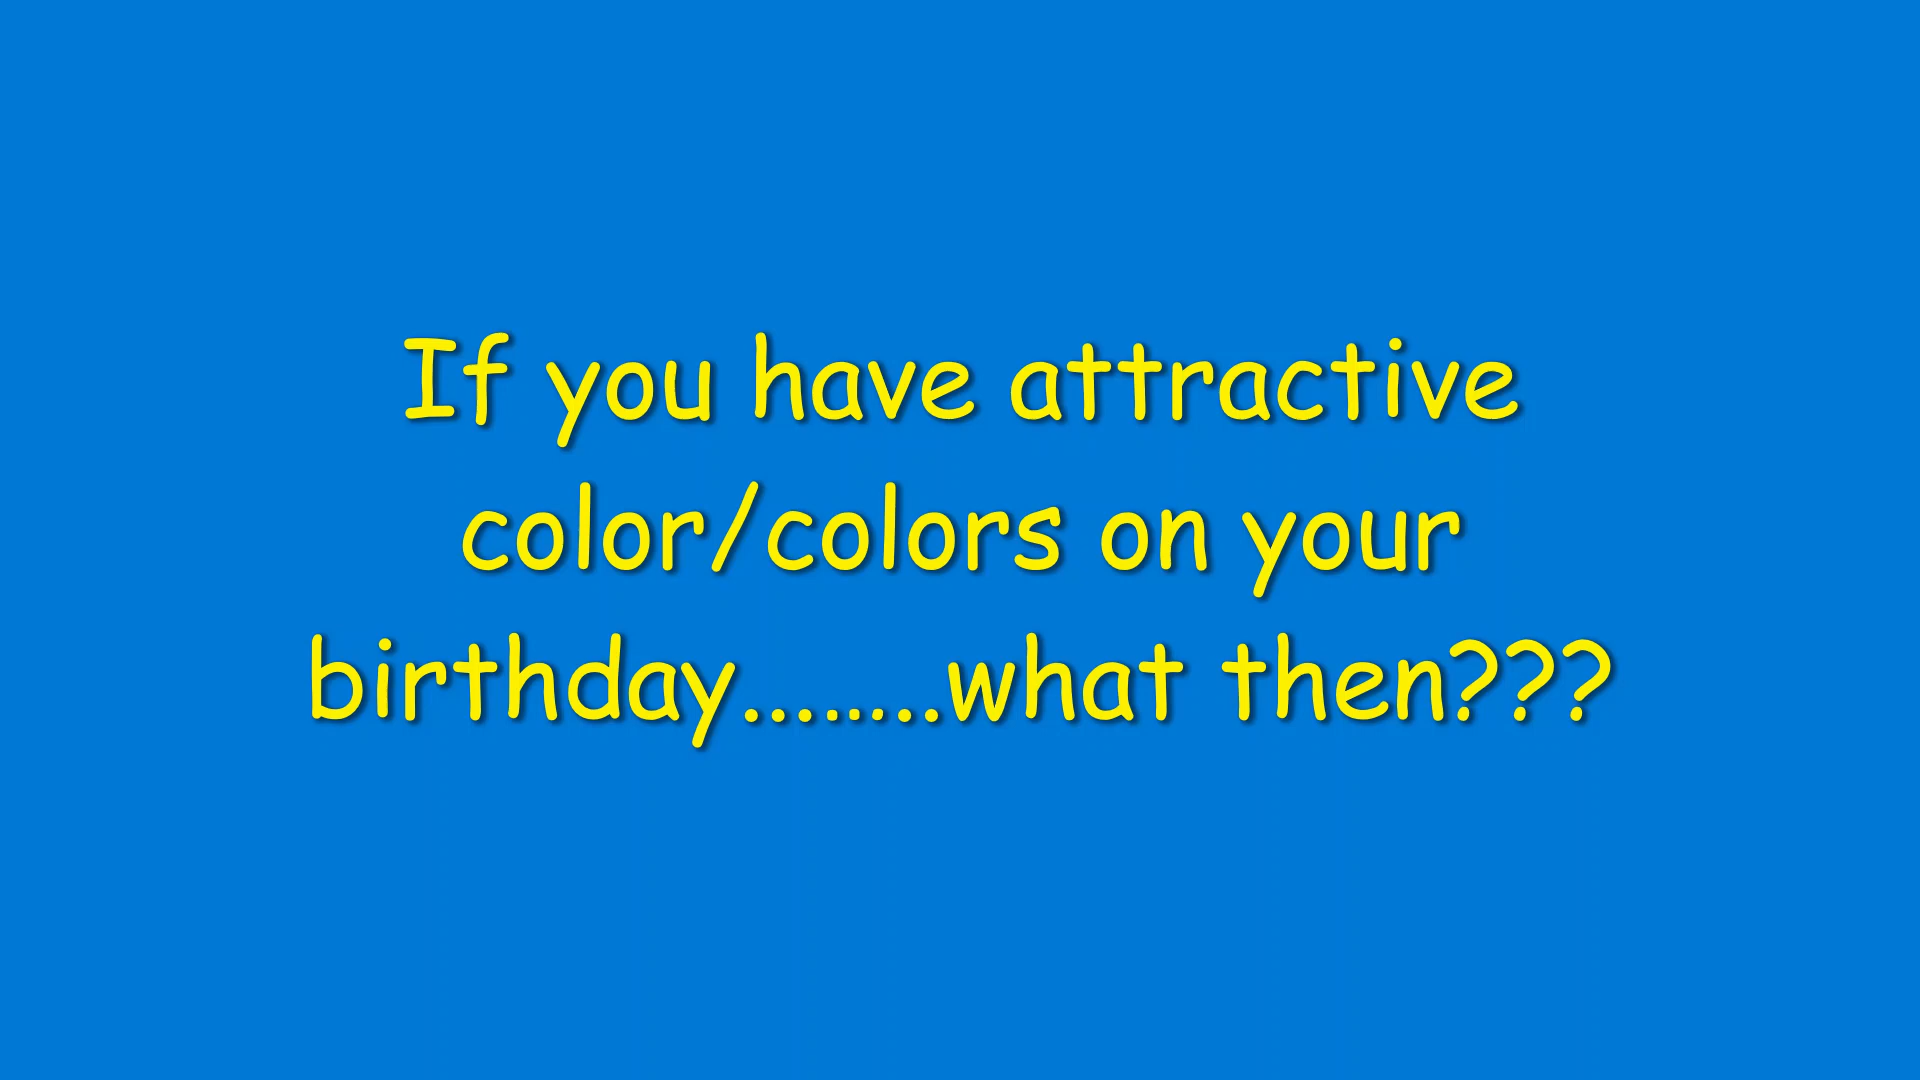 If you have attractive
color/colors on your
birthday........what then???